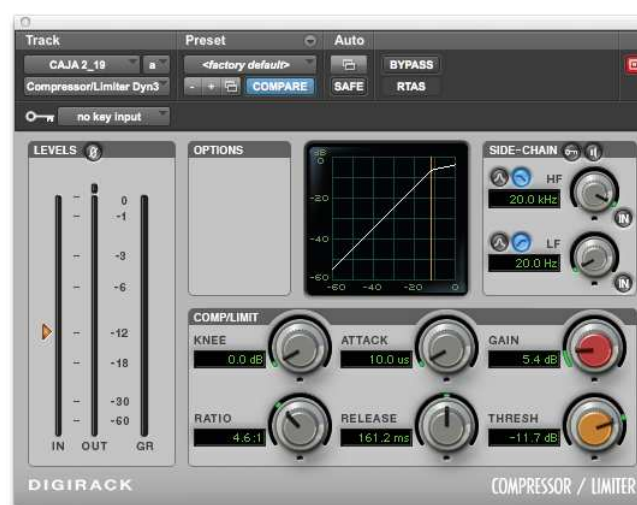 Track Preset Auto
CAJA 2_19 a <factory default>
Compressor/Limiter Dyn3 - + COMPARE SAFE
BYPASS
RTAS
no key input
LEVELS
0
-1
-3
-6
-12
-18
-30
-60
IN OUT GR
OPTIONS
dB
0
-20
-40
-60
-60 -40 -20 0
SIDE-CHAIN
HF
20.0 kHz
IN
LF
20.0 Hz
IN
COMP/LIMIT
KNEE
0.0 dB
ATTACK
10.0 us
GAIN
5.4 dB
RATIO
4.6:1
RELEASE
161.2 ms
THRESH
-11.7 dB
DIGIRACK COMPRESSOR / LIMITER